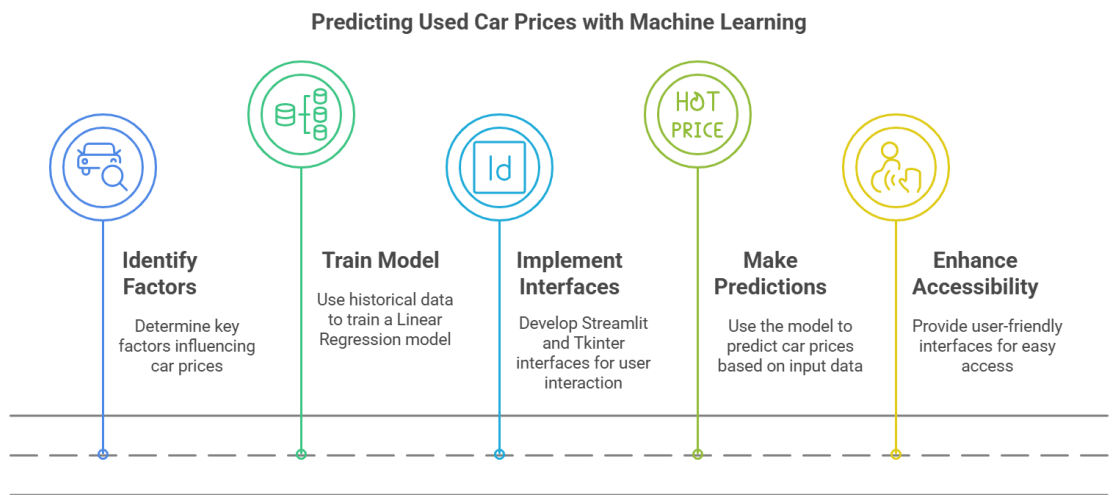 Predicting Used Car Prices with Machine Learning
HOT
PRICE
Id
Identify
Factors
Determine key
factors influencing
car prices
Train Model
Use historical data
to train a Linear
Regression model
Implement
Interfaces
Develop Streamlit
and Tkinter
interfaces for user
interaction
Make
Predictions
Use the model to
predict car prices
based on input data
Enhance
Accessibility
Provide user-friendly
interfaces for easy
access